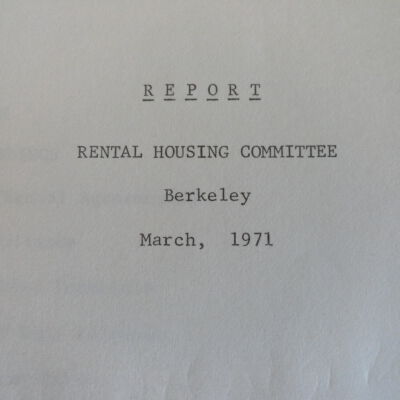 REPORT
RENTAL HOUSING COMMITTEE
Berkeley
March, 1971